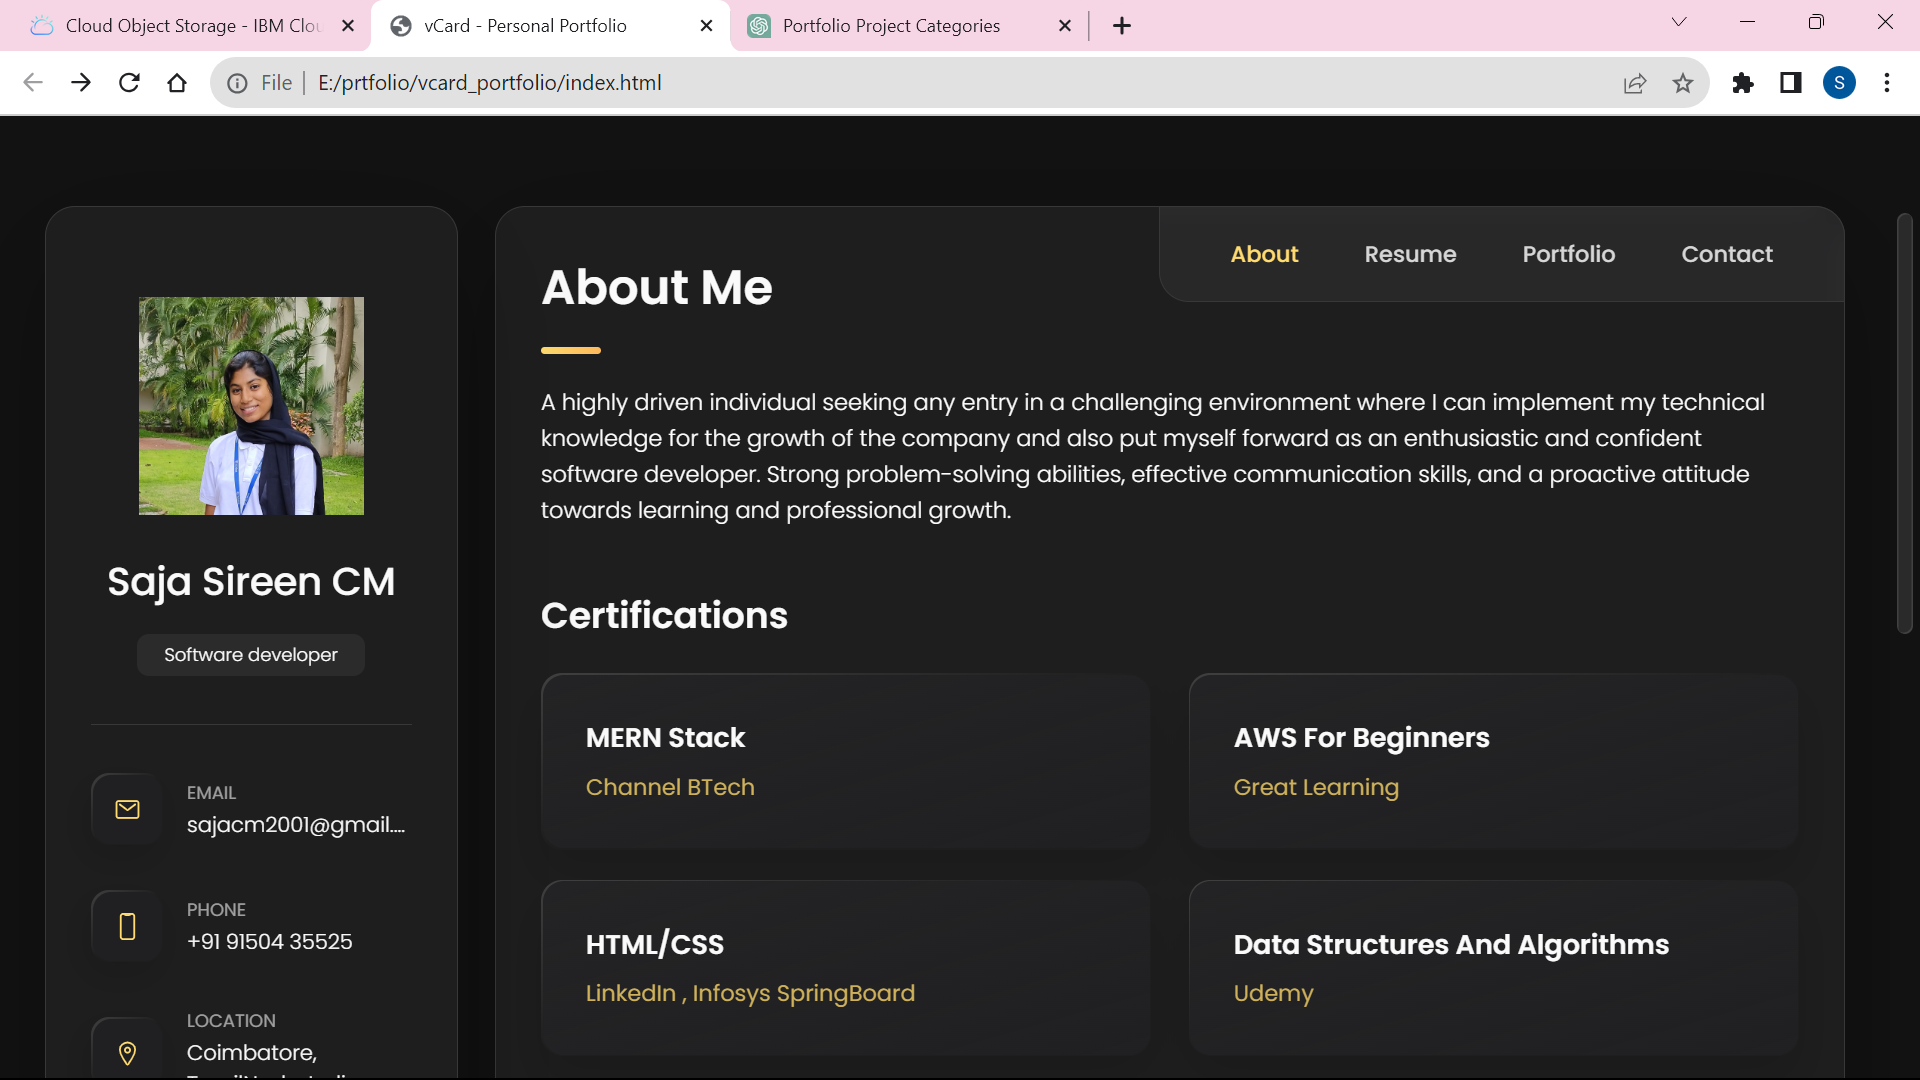 Cloud Object Storage - IBM Clou
vCard - Personal Portfolio
Portfolio Project Categories
File
E:/prtfolio/vcard_portfolio/index.html
S
About
Resume
Portfolio
Contact
About Me
A highly driven individual seeking any entry in a challenging environment where I can implement my technical
knowledge for the growth of the company and also put myself forward as an enthusiastic and confident
software developer. Strong problem-solving abilities, effective communication skills, and a proactive attitude
towards learning and professional growth.
Saja Sireen CM
Software developer
EMAIL
sajacm2001@gmail....
PHONE
+91 91504 35525
LOCATION
Coimbatore,
Certifications
MERN Stack
Channel BTech
AWS For Beginners
Great Learning
HTML/CSS
LinkedIn , Infosys SpringBoard
Data Structures And Algorithms
Udemy